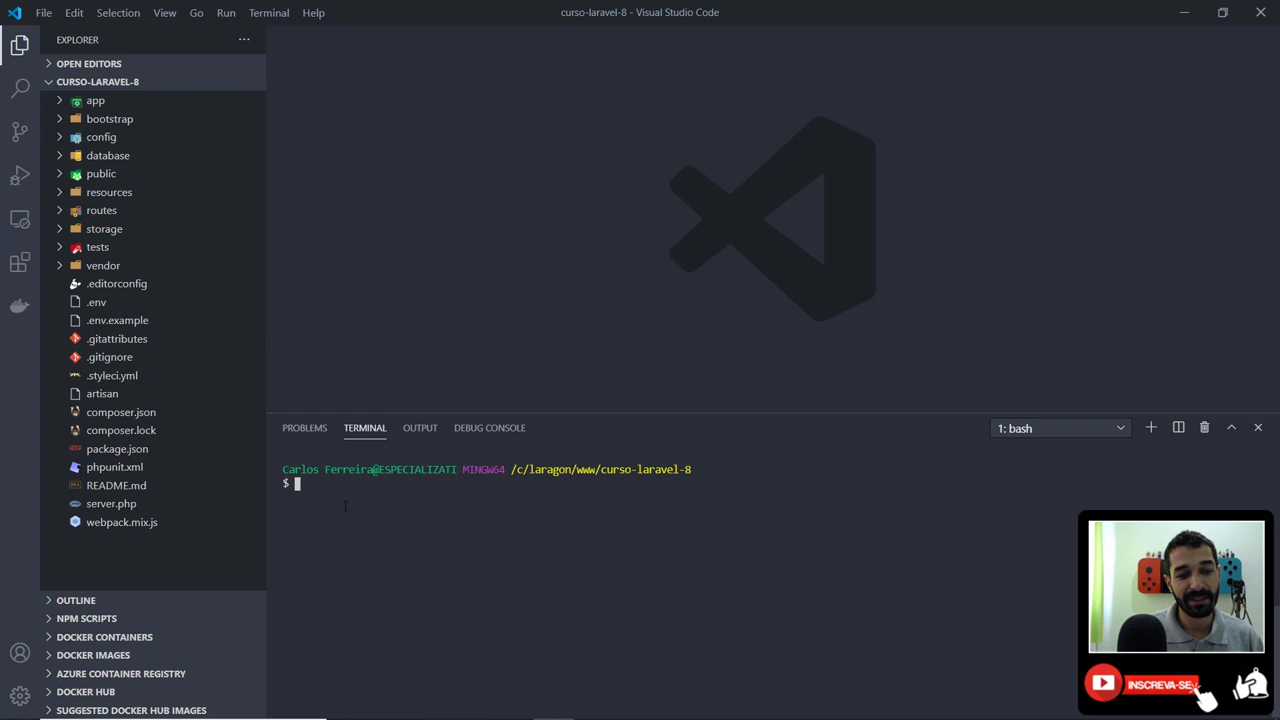 File Edit Selection View Go Run Terminal Help
curso-laravel-8 - Visual Studio Code
EXPLORER
OPEN EDITORS
CURSO-LARAVEL-8
app
bootstrap
config
database
public
resources
routes
storage
tests
vendor
.editorconfig
.env
.env.example
.gitattributes
.gitignore
.styleci.yml
artisan
composer.json
composer.lock
package.json
phpunit.xml
README.md
server.php
webpack.mix.js
OUTLINE
NPM SCRIPTS
DOCKER CONTAINERS
DOCKER IMAGES
AZURE CONTAINER REGISTRY
DOCKER HUB
SUGGESTED DOCKER HUB IMAGES
PROBLEMS TERMINAL OUTPUT DEBUG CONSOLE
1: bash
Carlos Ferreira@ESPECIALIZATI MINGW64 /c/laragon/www/curso-laravel-8
$
INSCREVA-SE